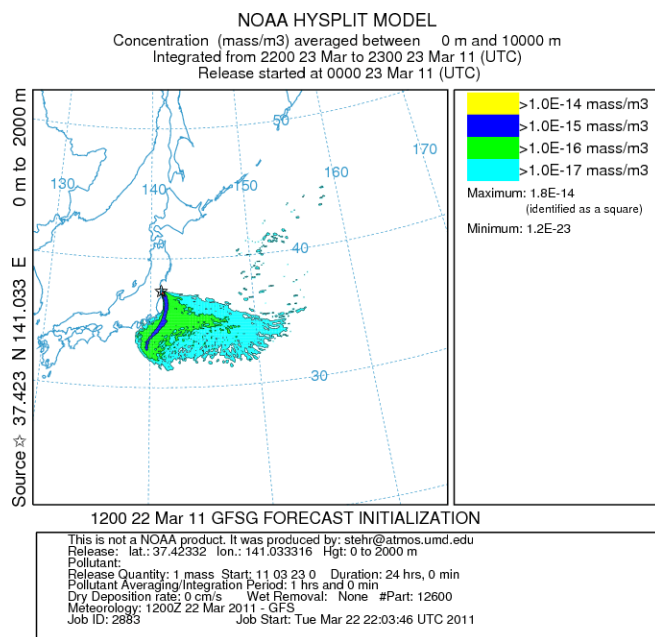 NOAA HYSPLIT MODEL
Concentration (mass/m3) averaged between 0 m and 10000 m
Integrated from 2200 23 Mar to 2300 23 Mar 11 (UTC)
Release started at 0000 23 Mar 11 (UTC)
Source ☆ 37.423 N 141.033 E 0 m to 2000 m
50
170
160
130
140
150
40
30
>1.0E-14 mass/m3
>1.0E-15 mass/m3
>1.0E-16 mass/m3
>1.0E-17 mass/m3
Maximum: 1.8E-14
(identified as a square)
Minimum: 1.2E-23
1200 22 Mar 11 GFSG FORECAST INITIALIZATION
This is not a NOAA product. It was produced by: stehr@atmos.umd.edu
Release: lat.: 37.42332 lon.: 141.033316 Hgt: 0 to 2000 m
Pollutant:
Release Quantity: 1 mass Start: 11 03 23 0 Duration: 24 hrs, 0 min
Pollutant Averaging/Integration Period: 1 hrs and 0 min
Dry Deposition rate: 0 cm/s Wet Removal: None #Part: 12600
Meteorology: 1200Z 22 Mar 2011 - GFS
Job ID: 2883 Job Start: Tue Mar 22 22:03:46 UTC 2011